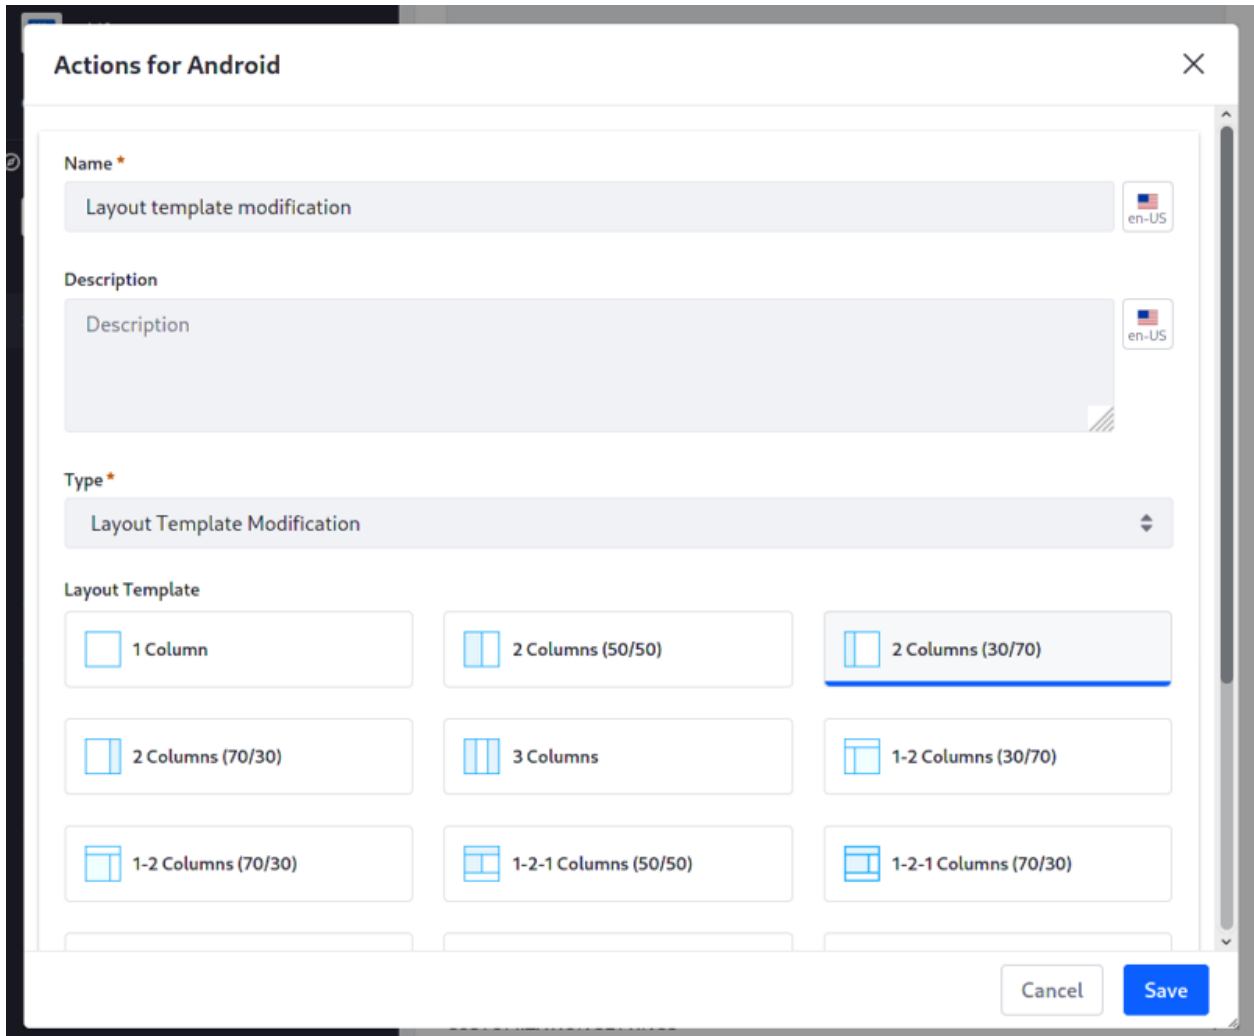 Actions for Android
Name *
Layout template modification
en-US
Description
Description
en-US
Type *
Layout Template Modification
Layout Template
1 Column
2 Columns (50/50)
2 Columns (30/70)
2 Columns (70/30)
3 Columns
1-2 Columns (30/70)
1-2 Columns (70/30)
1-2-1 Columns (50/50)
1-2-1 Columns (70/30)
Cancel
Save